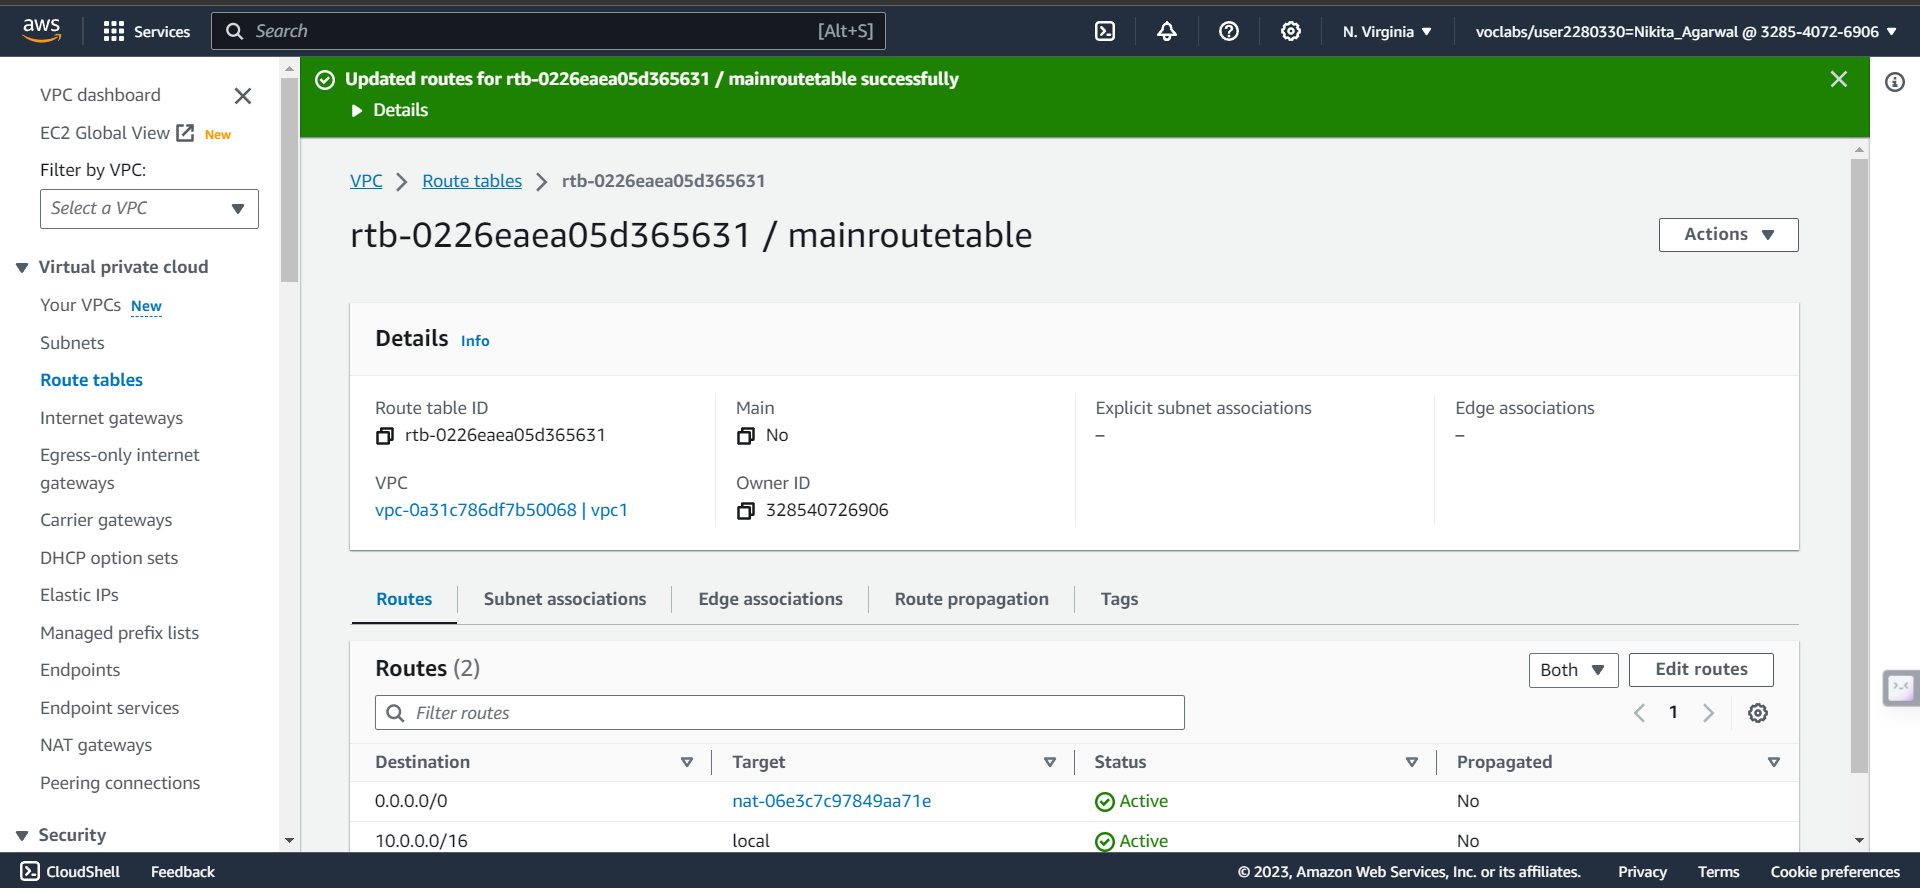 aws Services Search [Alt+S] N. Virginia voclabs/user2280330=Nikita_Agarwal @ 3285-4072-6906
VPC dashboard
EC2 Global View New
Filter by VPC:
Select a VPC
Virtual private cloud
Your VPCs New
Subnets
Route tables
Internet gateways
Egress-only internet
gateways
Carrier gateways
DHCP option sets
Elastic IPs
Managed prefix lists
Endpoints
Endpoint services
NAT gateways
Peering connections
Security
Updated routes for rtb-0226eaea05d365631 / mainroutetable successfully
Details
VPC Route tables rtb-0226eaea05d365631
rtb-0226eaea05d365631 / mainroutetable
Actions
Details Info
Route table ID
rtb-0226eaea05d365631
Main
No
Explicit subnet associations
–
Edge associations
–
VPC
vpc-0a31c786df7b50068 | vpc1
Owner ID
328540726906
Routes Subnet associations Edge associations Route propagation Tags
Routes (2)
Both Edit routes
Filter routes
1
Destination Target Status Propagated
0.0.0.0/0 nat-06e3c7c97849aa71e Active No
10.0.0.0/16 local Active No
CloudShell Feedback © 2023, Amazon Web Services, Inc. or its affiliates. Privacy Terms Cookie preferences